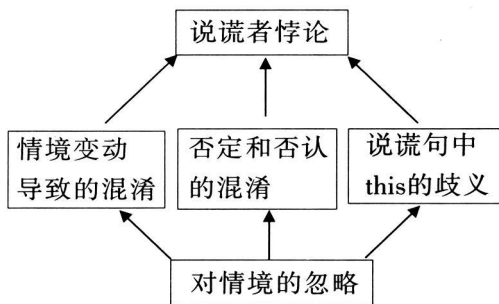 说谎者悖论
情境变动
导致的混淆
否定和否认
的混淆
说谎句中
this的歧义
对情境的忽略